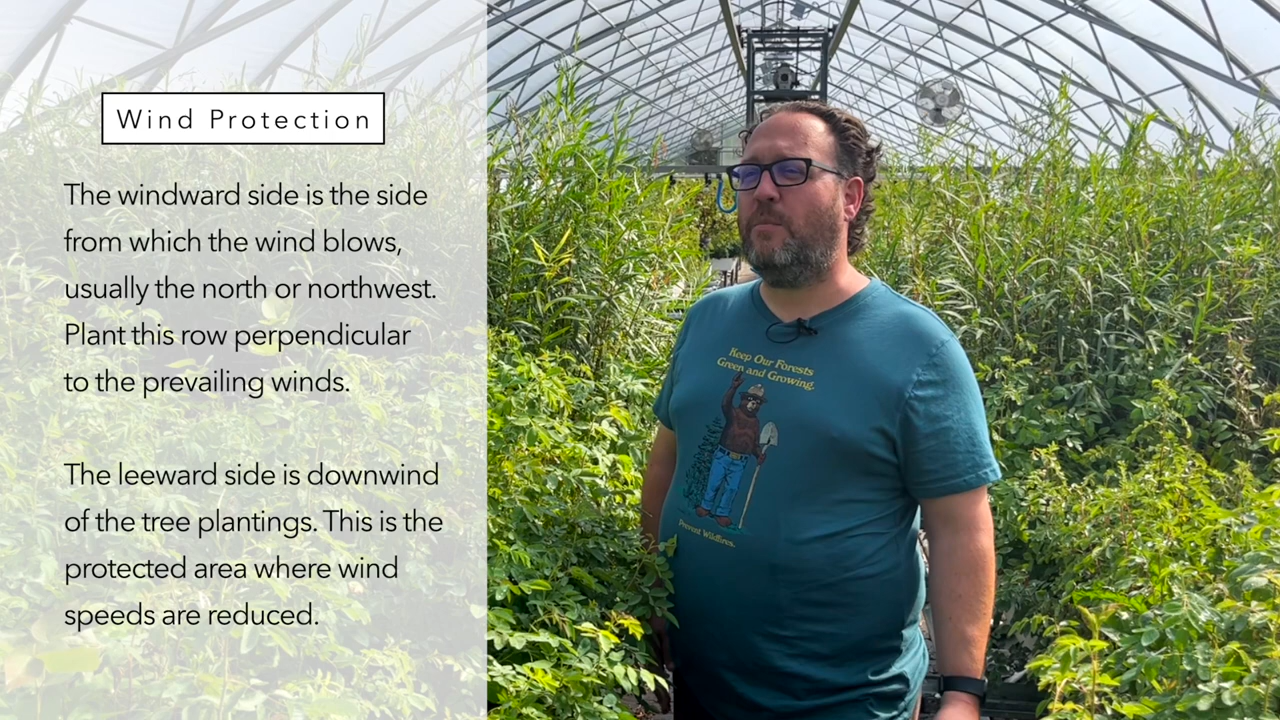 Wind Protection
The windward side is the side
from which the wind blows,
usually the north or northwest.
Plant this row perpendicular
to the prevailing winds.
The leeward side is downwind
of the tree plantings. This is the
protected area where wind
speeds are reduced.
Keep Our Forests
Green and Growing.
Prevent Wildfires.